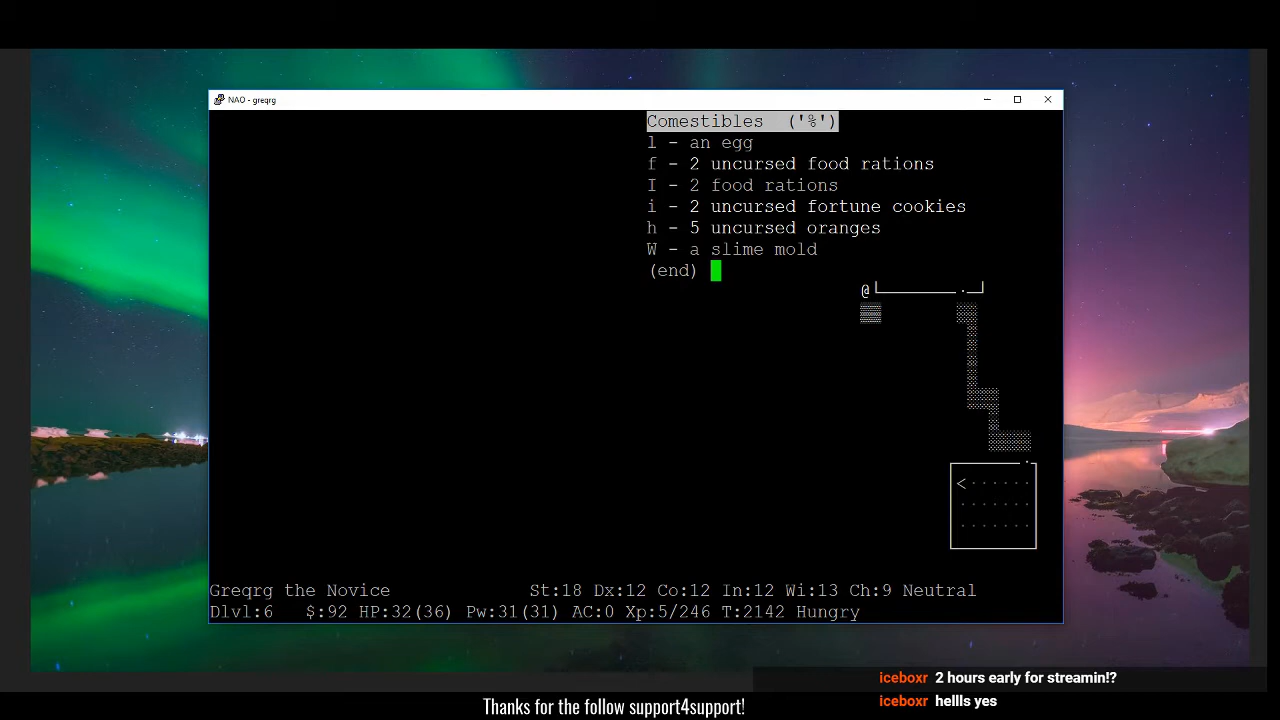 NAO - greqrg
Comestibles ('%')
l - an egg
f - 2 uncursed food rations
I - 2 food rations
i - 2 uncursed fortune cookies
h - 5 uncursed oranges
W - a slime mold
(end)
@
<
Greqrg the Novice St:18 Dx:12 Co:12 In:12 Wi:13 Ch:9 Neutral
Dlvl:6 $:92 HP:32(36) Pw:31(31) AC:0 Xp:5/246 T:2142 Hungry
iceboxr 2 hours early for streamin!?
iceboxr hellls yes
Thanks for the follow support4support!